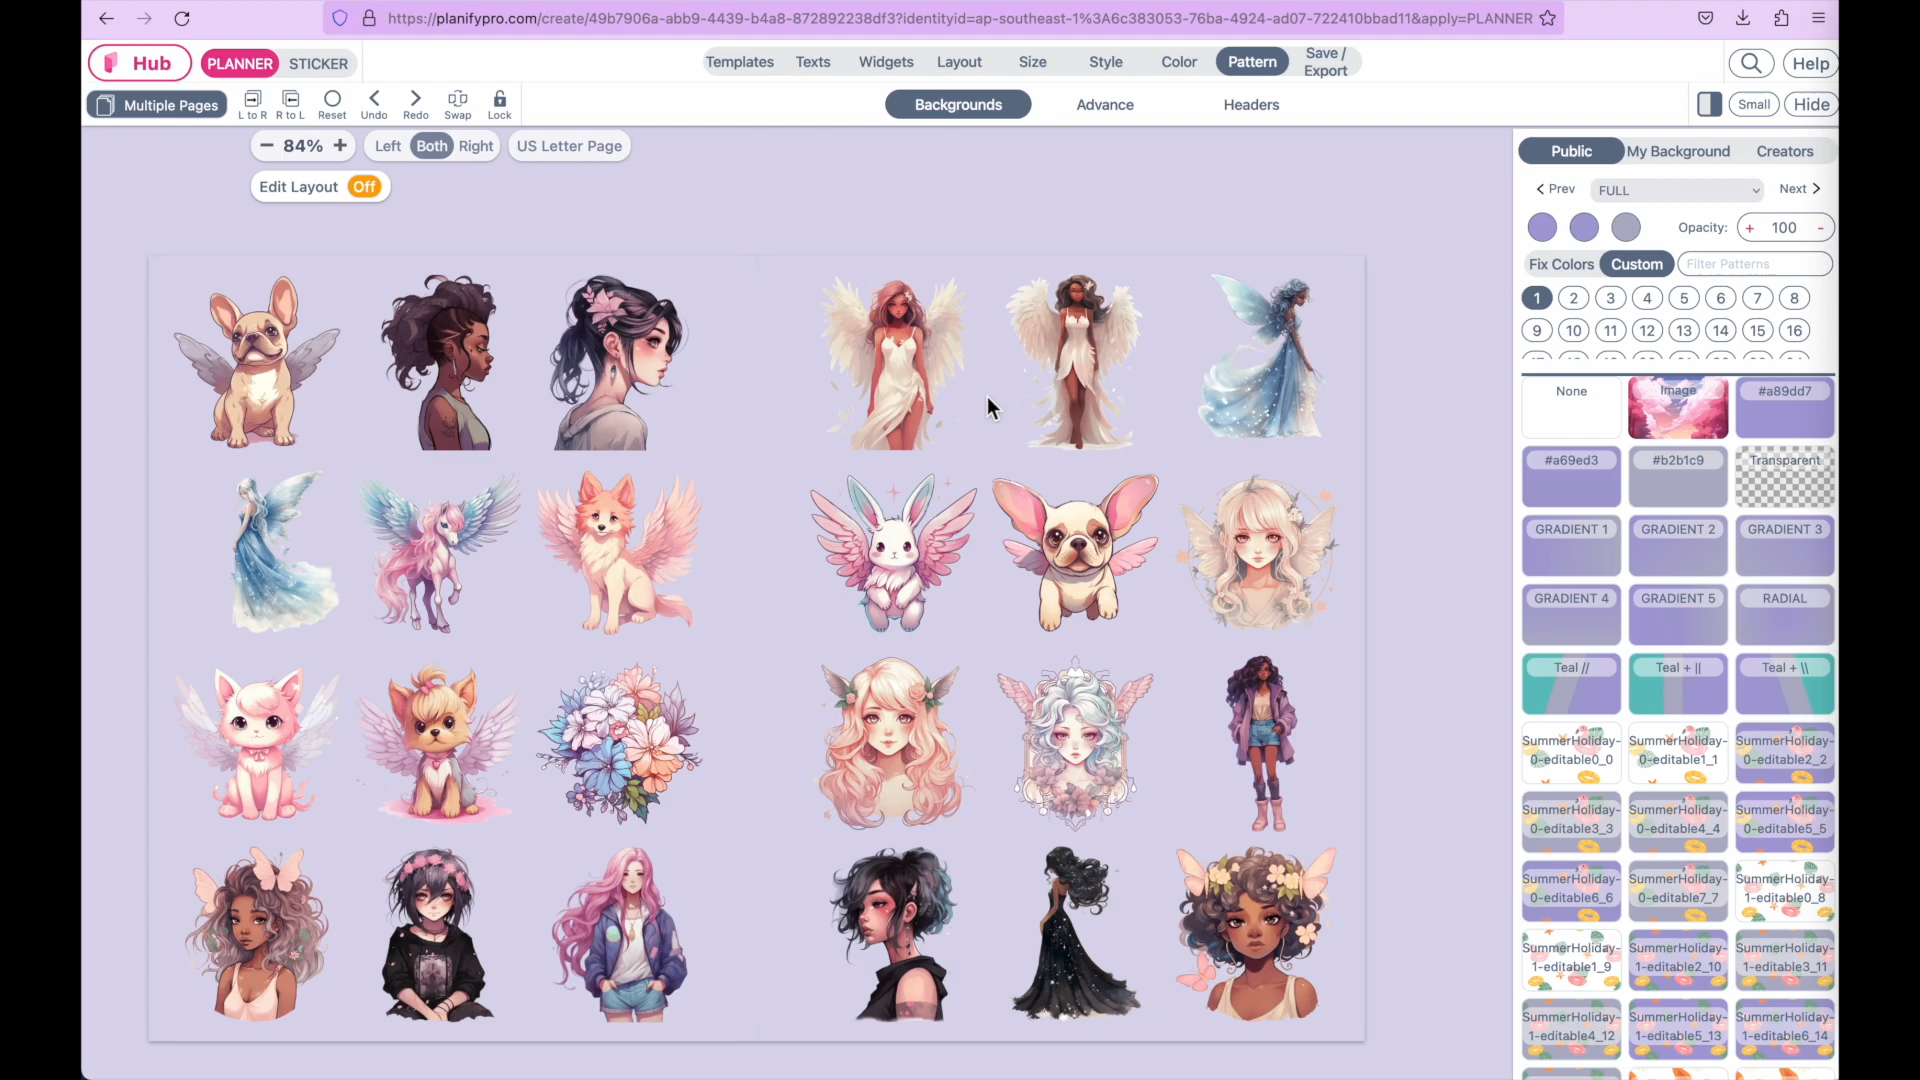 https://planifypro.com/create/49b7906a-abb9-4439-b4a8-872892238df3?identityid=ap-southeast-1%3A6c383053-76ba-4924-ad07-722410bbad11&apply=PLANNER
Hub PLANNER STICKER
Templates Texts Widgets Layout Size Style Color Pattern Save / Export
Help
Multiple Pages L to R R to L Reset Undo Redo Swap Lock
Backgrounds Advance Headers
Small Hide
84% Left Both Right US Letter Page
Edit Layout Off
Public My Background Creators
Prev FULL Next
Opacity: + 100 -
Fix Colors Custom Filter Patterns
1 2 3 4 5 6 7 8
9 10 11 12 13 14 15 16
None Image #a89dd7
#a69ed3 #b2b1c9 Transparent
GRADIENT 1 GRADIENT 2 GRADIENT 3
GRADIENT 4 GRADIENT 5 RADIAL
Teal // Teal + || Teal + \\
SummerHoliday- SummerHoliday- SummerHoliday-
0-editable0_0 0-editable1_1 0-editable2_2
SummerHoliday- SummerHoliday- SummerHoliday-
0-editable3_3 0-editable4_4 0-editable5_5
SummerHoliday- SummerHoliday- SummerHoliday-
0-editable6_6 0-editable7_7 1-editable0_8
SummerHoliday- SummerHoliday- SummerHoliday-
1-editable1_9 1-editable2_10 1-editable3_11
SummerHoliday- SummerHoliday- SummerHoliday-
1-editable4_12 1-editable5_13 1-editable6_14